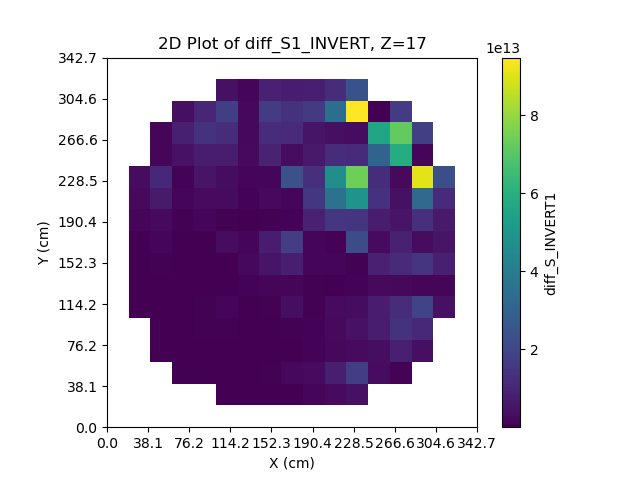 2D Plot of diff_S1_INVERT, Z=17
1e13
342.7
304.6
266.6
228.5
190.4
152.3
114.2
76.2
38.1
0.0
Y (cm)
0.0 38.1 76.2 114.2 152.3 190.4 228.5 266.6 304.6 342.7
X (cm)
8
6
4
2
diff_S_INVERT1